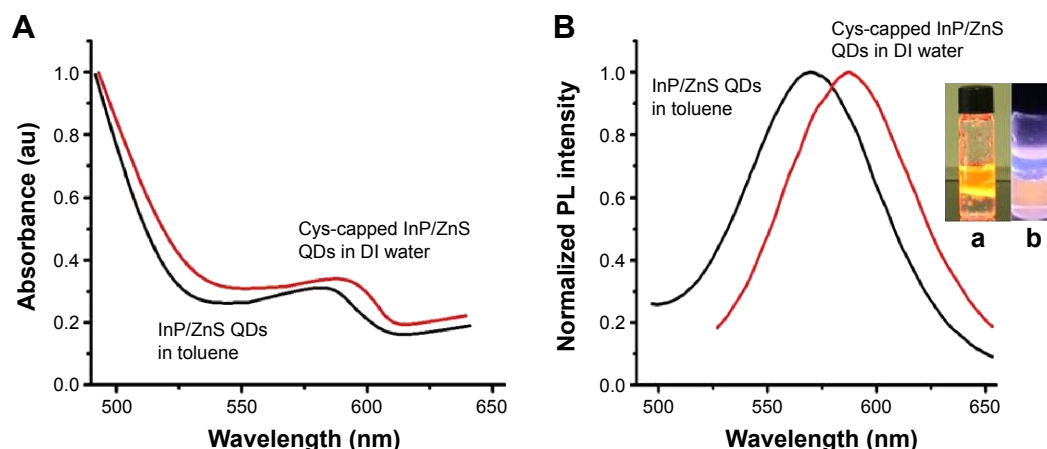 A
Absorbance (au)
1.0
0.8
0.6
0.4
0.2
0.0
Cys-capped InP/ZnS
QDs in DI water
InP/ZnS QDs
in toluene
500
550
600
650
Wavelength (nm)
B
Normalized PL intensity
1.0
0.8
0.6
0.4
0.2
0.0
Cys-capped InP/ZnS
QDs in DI water
InP/ZnS QDs
in toluene
a
b
500
550
600
650
Wavelength (nm)